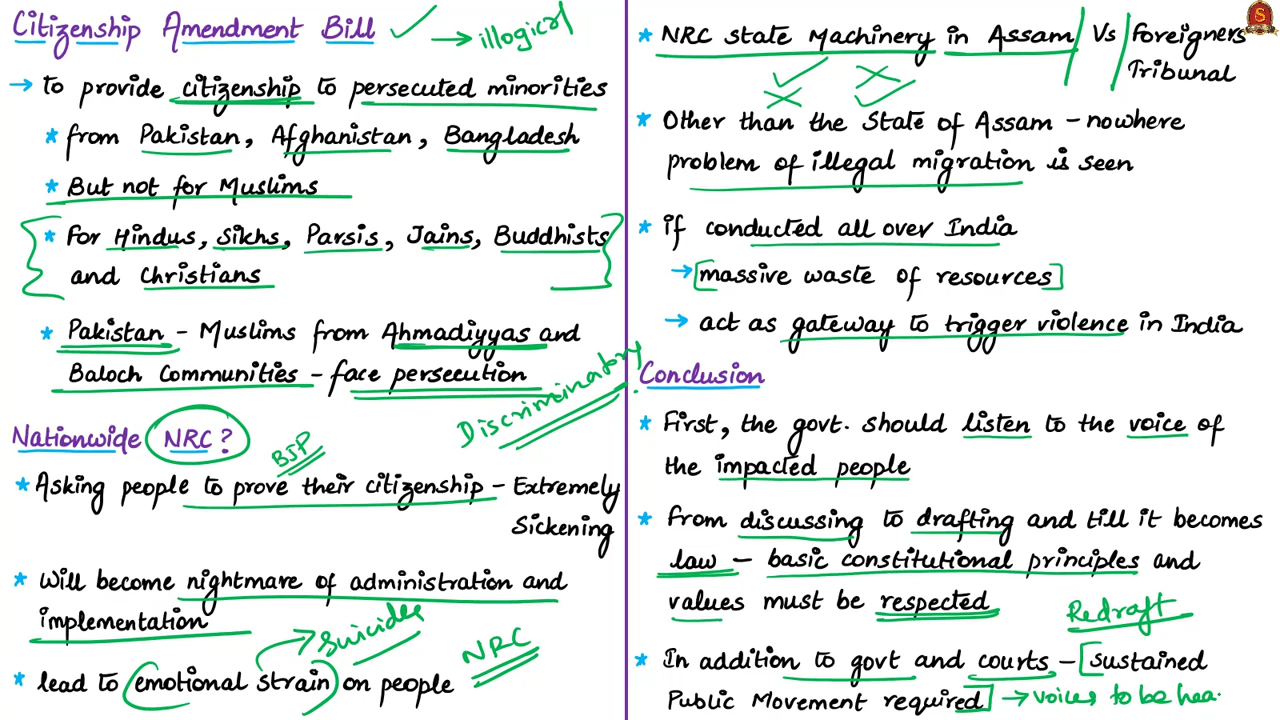 Citizenship Amendment Bill
→ illogical
→ to provide citizenship to persecuted minorities
* from Pakistan, Afghanistan, Bangladesh
* But not for Muslims
* For Hindus, Sikhs, Parsis, Jains, Buddhists
and Christians
* Pakistan - Muslims from Ahmadiyyas and
Baloch Communities - face persecution
Discriminatory
Nationwide NRC?
BJP
* Asking people to prove their citizenship - Extremely
Sickening
* Will become nightmare of administration and
implementation
→ Suicides
NRC
* lead to emotional strain on people
* NRC State Machinery in Assam Vs Foreigners
Tribunal
* Other than the State of Assam - nowhere
problem of illegal migration is seen
* if conducted all over India
→ [massive waste of resources]
→ act as gateway to trigger violence in India
Conclusion
* First, the govt. should listen to the voice of
the impacted people
* From discussing to drafting and till it becomes
law - basic constitutional principles and
values must be respected
Redraft
* In addition to govt and courts - [sustained
Public Movement required] → voices to be hea
S